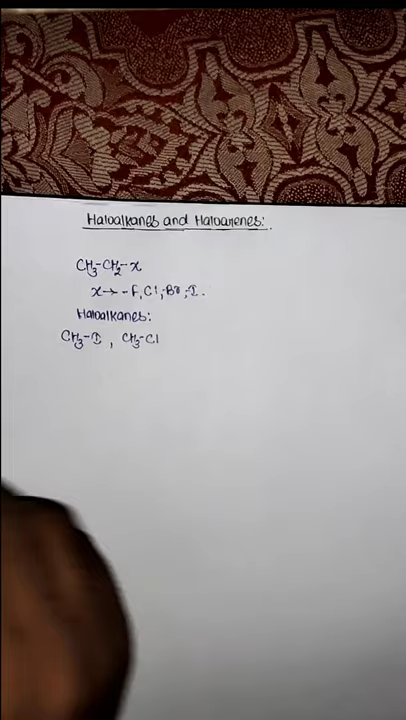 Haloalkanes and Haloarenes:
CH₃-CH₂-x
x→-F, Cl, -Br, -I.
Haloalkanes:
CH₃-I, CH₃-Cl